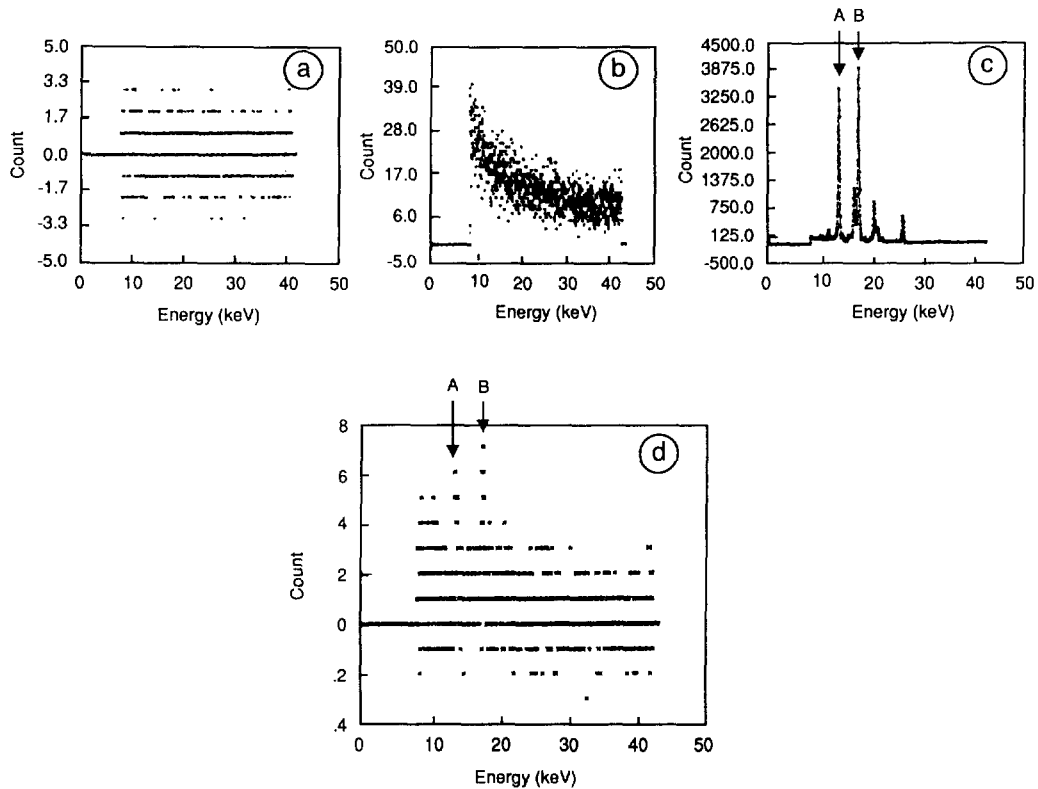 A B
a
5.0
3.3
1.7
0.0
-1.7
-3.3
-5.0
Count
0 10 20 30 40 50
Energy (keV)
b
50.0
39.0
28.0
17.0
6.0
-5.0
Count
0 10 20 30 40 50
Energy (keV)
c
4500.0
3875.0
3250.0
2625.0
2000.0
1375.0
750.0
125.0
-500.0
Count
0 10 20 30 40 50
Energy (keV)
A B
d
8
6
4
2
0
.2
.4
Count
0 10 20 30 40 50
Energy (keV)